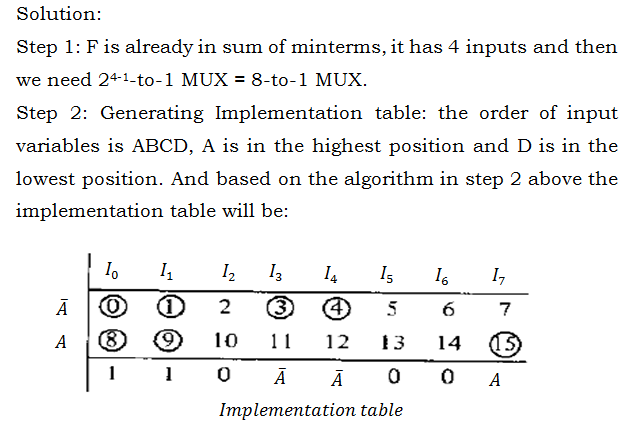 Solution:
Step 1: F is already in sum of minterms, it has 4 inputs and then
we need 2⁴⁻¹-to-1 MUX = 8-to-1 MUX.
Step 2: Generating Implementation table: the order of input
variables is ABCD, A is in the highest position and D is in the
lowest position. And based on the algorithm in step 2 above the
implementation table will be:
I₀ I₁ I₂ I₃ I₄ I₅ I₆ I₇
Ā ⓪ ① 2 ③ ④ 5 6 7
A ⑧ ⑨ 10 11 12 13 14 ⑮
1 1 0 Ā Ā 0 0 A
Implementation table